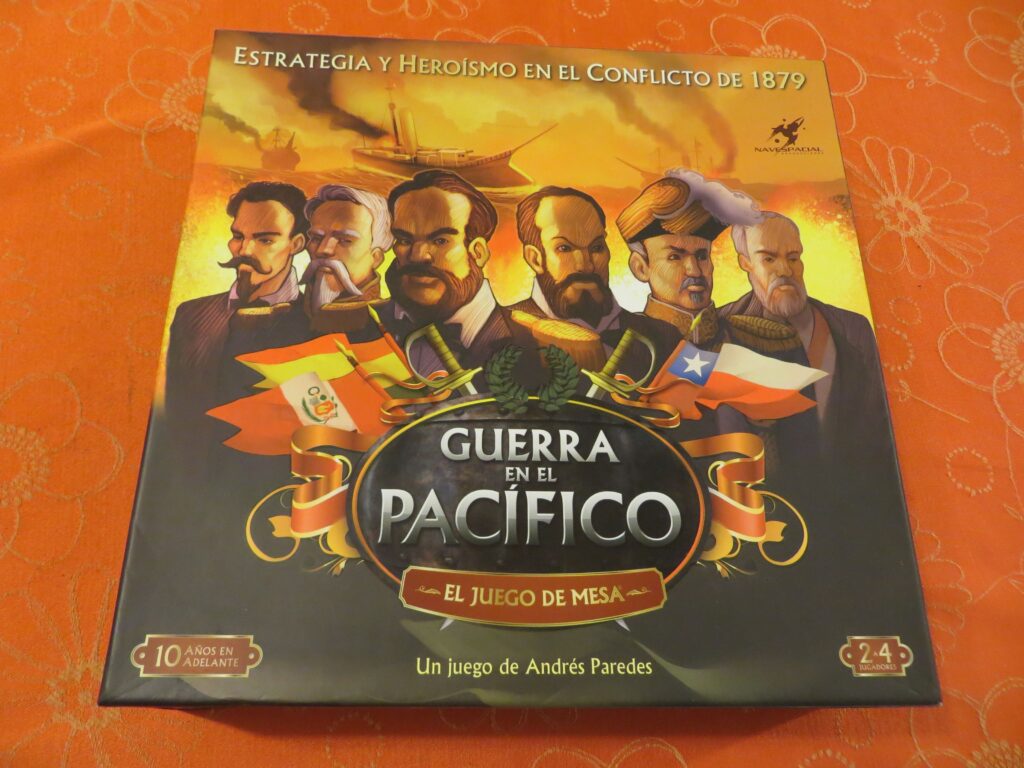 ESTRATEGIA Y HEROÍSMO EN EL CONFLICTO DE 1879
NAVESPACIAL
GUERRA
EN EL
PACÍFICO
EL JUEGO DE MESA
10 AÑOS EN
ADELANTE
Un juego de Andrés Paredes
2 A 4
JUGADORES